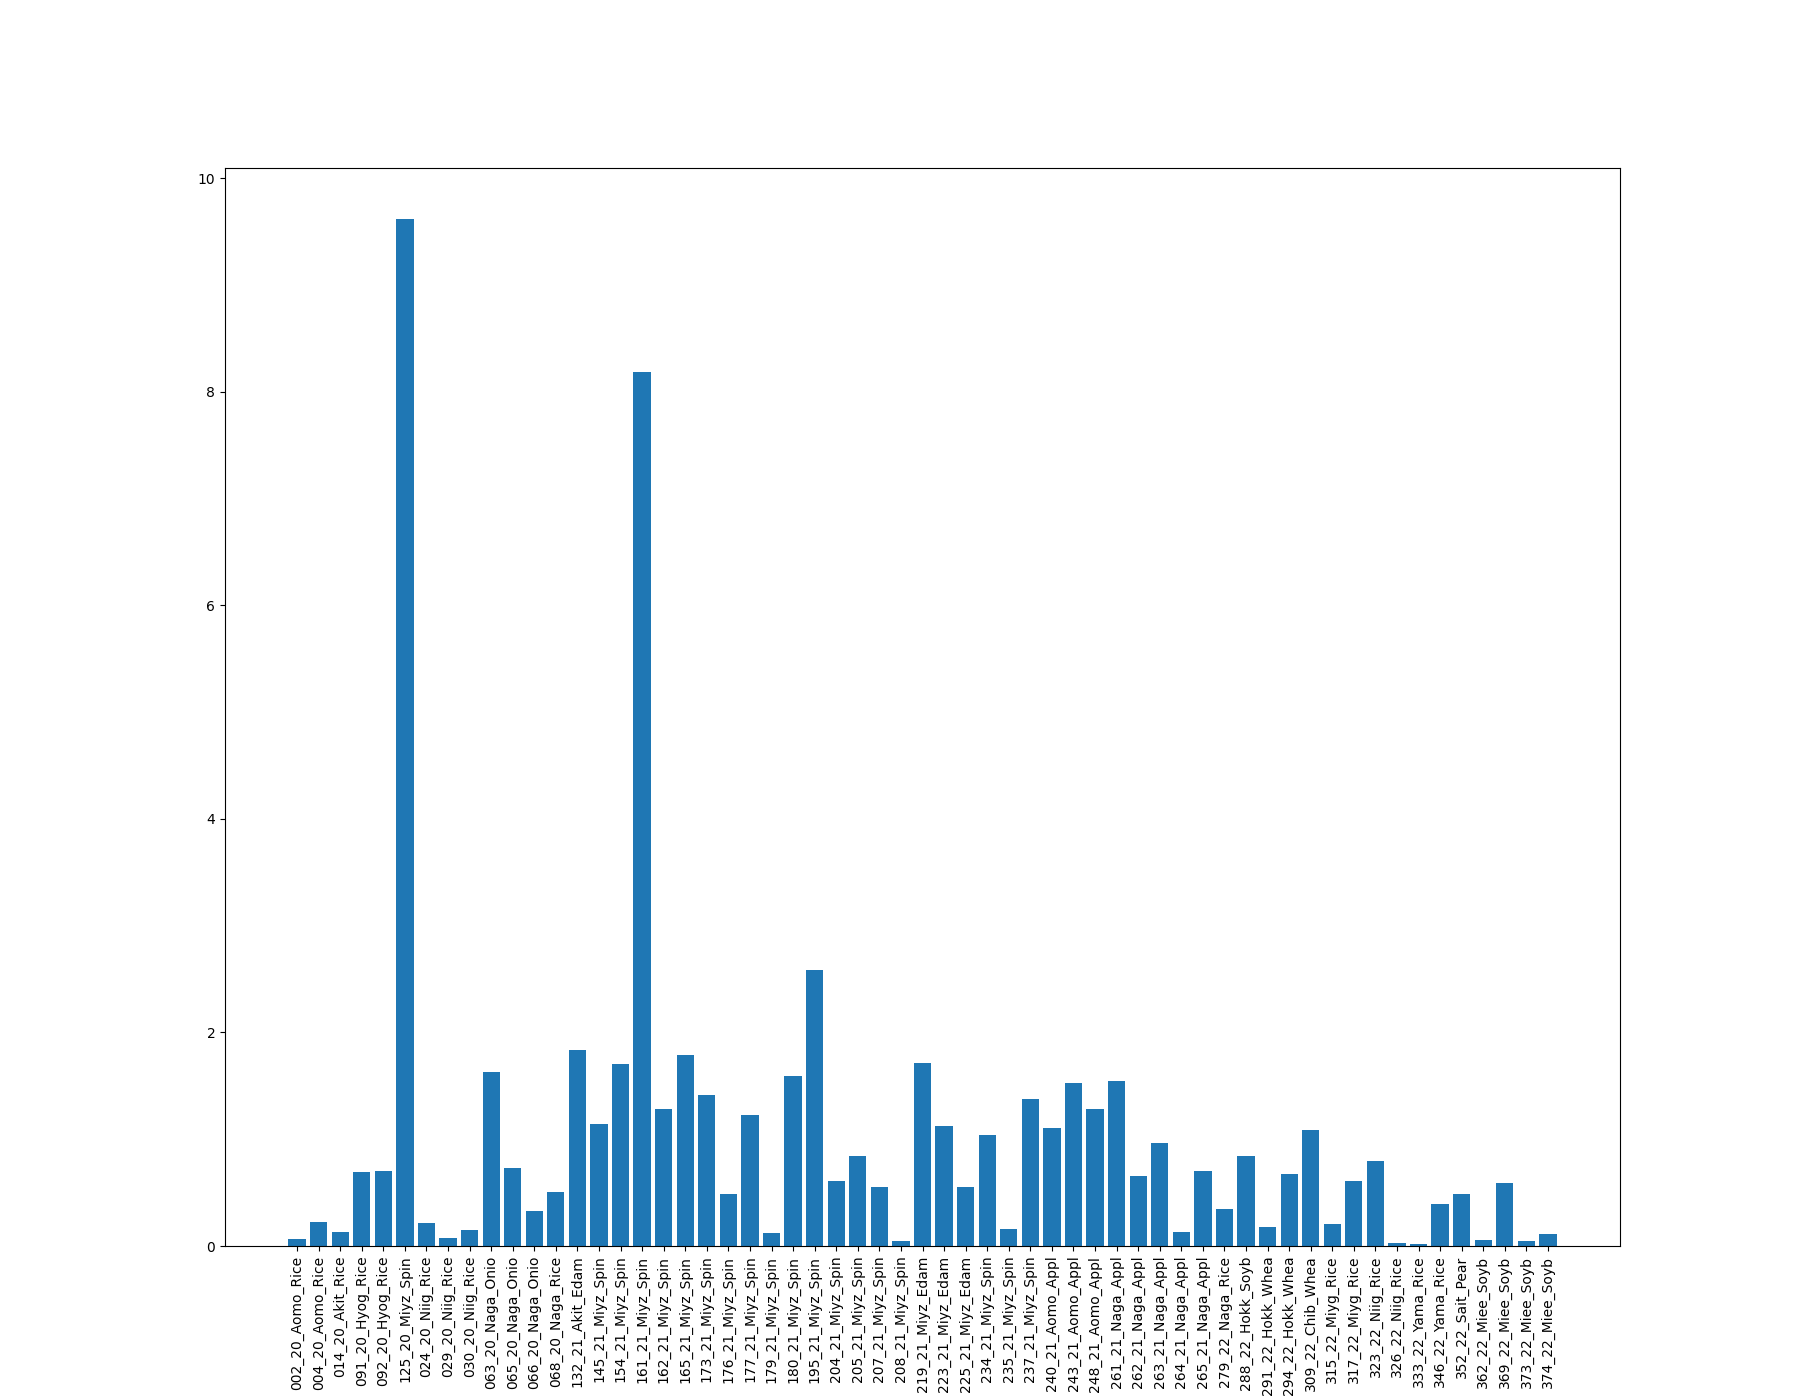 10
8
6
4
2
0
002_20_Aomo_Rice
004_20_Aomo_Rice
014_20_Akit_Rice
091_20_Hyog_Rice
092_20_Hyog_Rice
125_20_Miyz_Spin
024_20_Niig_Rice
029_20_Niig_Rice
030_20_Niig_Rice
063_20_Naga_Onio
065_20_Naga_Onio
066_20_Naga_Onio
068_20_Naga_Rice
132_21_Akit_Edam
145_21_Miyz_Spin
154_21_Miyz_Spin
161_21_Miyz_Spin
162_21_Miyz_Spin
165_21_Miyz_Spin
173_21_Miyz_Spin
176_21_Miyz_Spin
177_21_Miyz_Spin
179_21_Miyz_Spin
180_21_Miyz_Spin
195_21_Miyz_Spin
204_21_Miyz_Spin
205_21_Miyz_Spin
207_21_Miyz_Spin
208_21_Miyz_Spin
219_21_Miyz_Edam
223_21_Miyz_Edam
225_21_Miyz_Edam
234_21_Miyz_Spin
235_21_Miyz_Spin
237_21_Miyz_Spin
240_21_Aomo_Appl
243_21_Aomo_Appl
248_21_Aomo_Appl
261_21_Naga_Appl
262_21_Naga_Appl
263_21_Naga_Appl
264_21_Naga_Appl
265_21_Naga_Appl
279_22_Naga_Rice
288_22_Hokk_Soyb
291_22_Hokk_Whea
294_22_Hokk_Whea
309_22_Chib_Whea
315_22_Miyg_Rice
317_22_Miyg_Rice
323_22_Niig_Rice
326_22_Niig_Rice
333_22_Yama_Rice
346_22_Yama_Rice
352_22_Sait_Pear
362_22_Miee_Soyb
369_22_Miee_Soyb
373_22_Miee_Soyb
374_22_Miee_Soyb